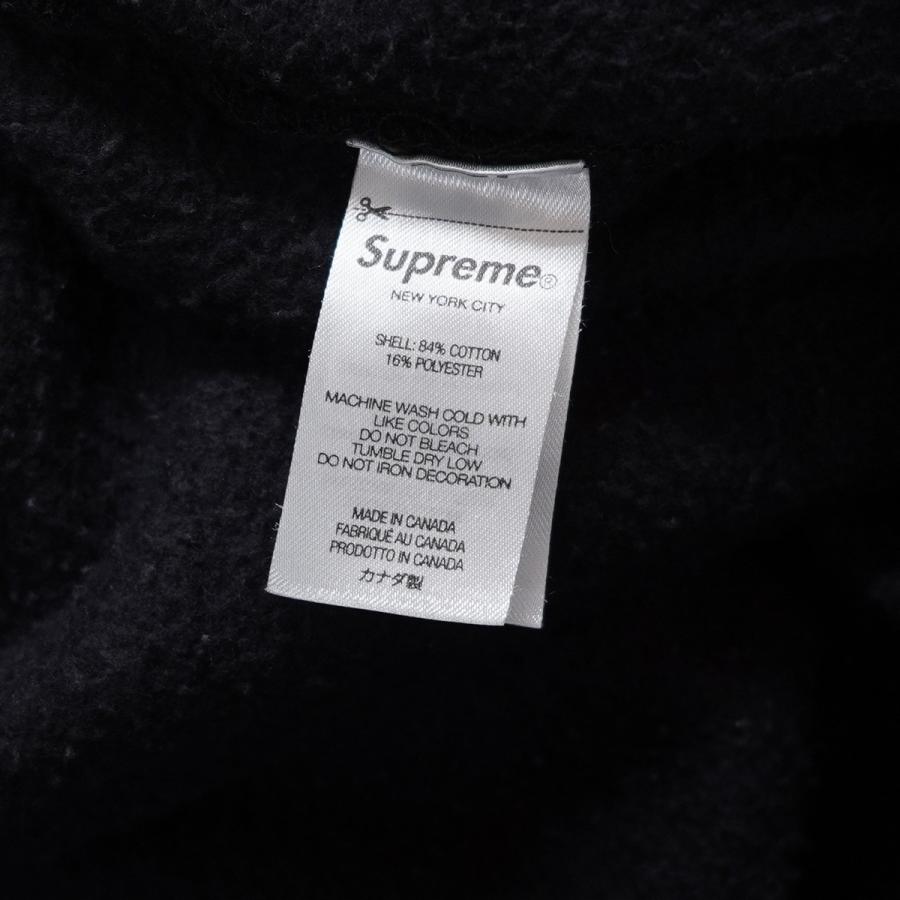 Supreme®
NEW YORK CITY
SHELL: 84% COTTON
16% POLYESTER
MACHINE WASH COLD WITH
LIKE COLORS
DO NOT BLEACH
TUMBLE DRY LOW
DO NOT IRON DECORATION
MADE IN CANADA
FABRIQUÉ AU CANADA
PRODOTTO IN CANADA
カナダ製